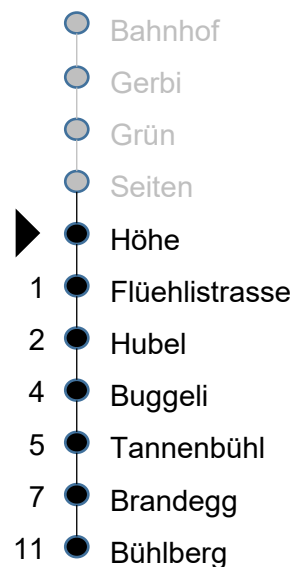 Bahnhof
Gerbi
Grün
Seiten
Höhe
1 Flüehlistrasse
2 Hubel
4 Buggeli
5 Tannenbühl
7 Brandegg
11 Bühlberg